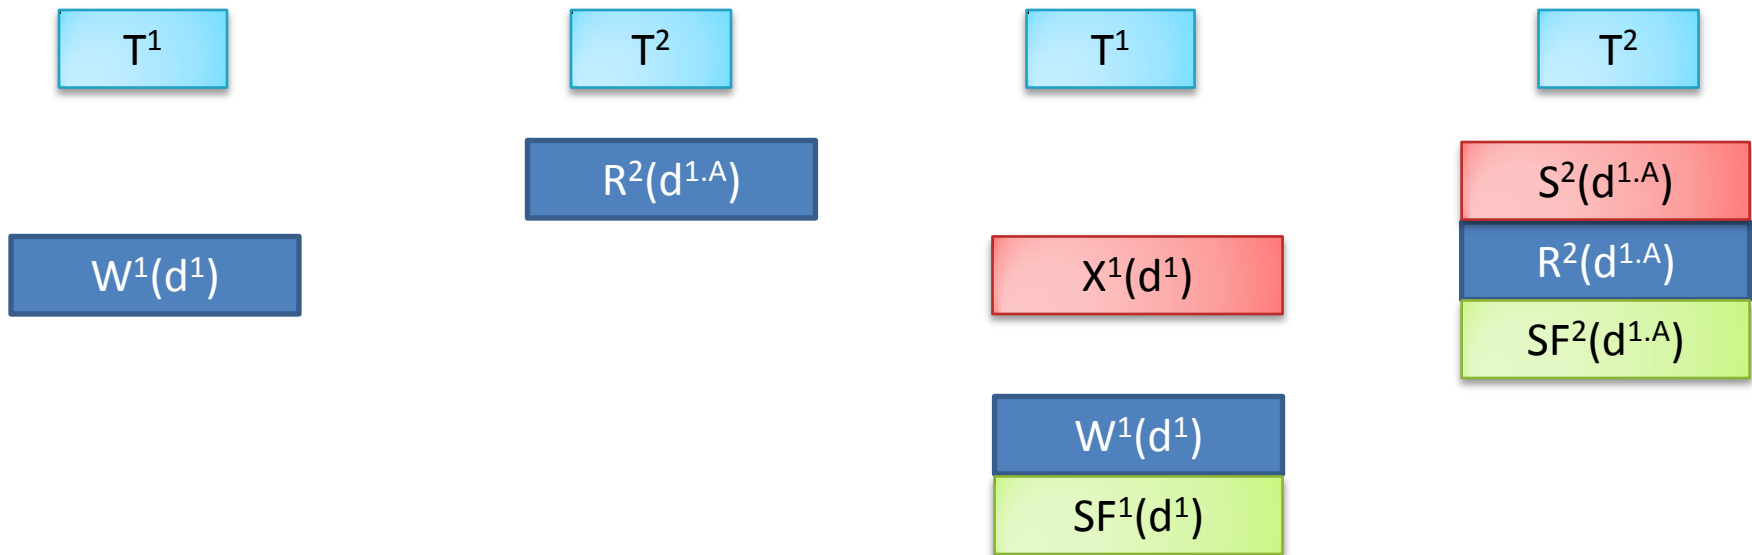 T¹ T² T¹ T²
R²(d¹·ᴬ) S²(d¹·ᴬ)
W¹(d¹) X¹(d¹) R²(d¹·ᴬ)
SF²(d¹·ᴬ)
W¹(d¹)
SF¹(d¹)